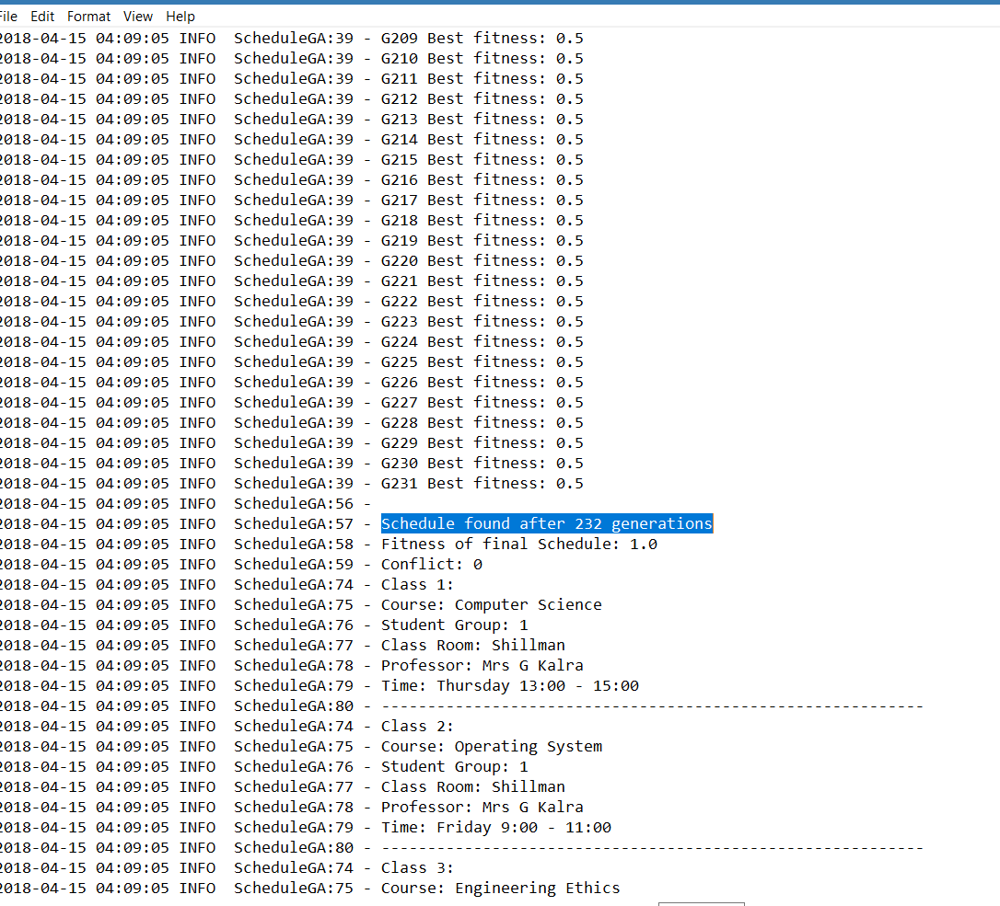 File Edit Format View Help
2018-04-15 04:09:05 INFO  ScheduleGA:39 - G209 Best fitness: 0.5
2018-04-15 04:09:05 INFO  ScheduleGA:39 - G210 Best fitness: 0.5
2018-04-15 04:09:05 INFO  ScheduleGA:39 - G211 Best fitness: 0.5
2018-04-15 04:09:05 INFO  ScheduleGA:39 - G212 Best fitness: 0.5
2018-04-15 04:09:05 INFO  ScheduleGA:39 - G213 Best fitness: 0.5
2018-04-15 04:09:05 INFO  ScheduleGA:39 - G214 Best fitness: 0.5
2018-04-15 04:09:05 INFO  ScheduleGA:39 - G215 Best fitness: 0.5
2018-04-15 04:09:05 INFO  ScheduleGA:39 - G216 Best fitness: 0.5
2018-04-15 04:09:05 INFO  ScheduleGA:39 - G217 Best fitness: 0.5
2018-04-15 04:09:05 INFO  ScheduleGA:39 - G218 Best fitness: 0.5
2018-04-15 04:09:05 INFO  ScheduleGA:39 - G219 Best fitness: 0.5
2018-04-15 04:09:05 INFO  ScheduleGA:39 - G220 Best fitness: 0.5
2018-04-15 04:09:05 INFO  ScheduleGA:39 - G221 Best fitness: 0.5
2018-04-15 04:09:05 INFO  ScheduleGA:39 - G222 Best fitness: 0.5
2018-04-15 04:09:05 INFO  ScheduleGA:39 - G223 Best fitness: 0.5
2018-04-15 04:09:05 INFO  ScheduleGA:39 - G224 Best fitness: 0.5
2018-04-15 04:09:05 INFO  ScheduleGA:39 - G225 Best fitness: 0.5
2018-04-15 04:09:05 INFO  ScheduleGA:39 - G226 Best fitness: 0.5
2018-04-15 04:09:05 INFO  ScheduleGA:39 - G227 Best fitness: 0.5
2018-04-15 04:09:05 INFO  ScheduleGA:39 - G228 Best fitness: 0.5
2018-04-15 04:09:05 INFO  ScheduleGA:39 - G229 Best fitness: 0.5
2018-04-15 04:09:05 INFO  ScheduleGA:39 - G230 Best fitness: 0.5
2018-04-15 04:09:05 INFO  ScheduleGA:39 - G231 Best fitness: 0.5
2018-04-15 04:09:05 INFO  ScheduleGA:56 -
2018-04-15 04:09:05 INFO  ScheduleGA:57 - Schedule found after 232 generations
2018-04-15 04:09:05 INFO  ScheduleGA:58 - Fitness of final Schedule: 1.0
2018-04-15 04:09:05 INFO  ScheduleGA:59 - Conflict: 0
2018-04-15 04:09:05 INFO  ScheduleGA:74 - Class 1:
2018-04-15 04:09:05 INFO  ScheduleGA:75 - Course: Computer Science
2018-04-15 04:09:05 INFO  ScheduleGA:76 - Student Group: 1
2018-04-15 04:09:05 INFO  ScheduleGA:77 - Class Room: Shillman
2018-04-15 04:09:05 INFO  ScheduleGA:78 - Professor: Mrs G Kalra
2018-04-15 04:09:05 INFO  ScheduleGA:79 - Time: Thursday 13:00 - 15:00
2018-04-15 04:09:05 INFO  ScheduleGA:80 - -----------------------------------------------------------
2018-04-15 04:09:05 INFO  ScheduleGA:74 - Class 2:
2018-04-15 04:09:05 INFO  ScheduleGA:75 - Course: Operating System
2018-04-15 04:09:05 INFO  ScheduleGA:76 - Student Group: 1
2018-04-15 04:09:05 INFO  ScheduleGA:77 - Class Room: Shillman
2018-04-15 04:09:05 INFO  ScheduleGA:78 - Professor: Mrs G Kalra
2018-04-15 04:09:05 INFO  ScheduleGA:79 - Time: Friday 9:00 - 11:00
2018-04-15 04:09:05 INFO  ScheduleGA:80 - -----------------------------------------------------------
2018-04-15 04:09:05 INFO  ScheduleGA:74 - Class 3:
2018-04-15 04:09:05 INFO  ScheduleGA:75 - Course: Engineering Ethics